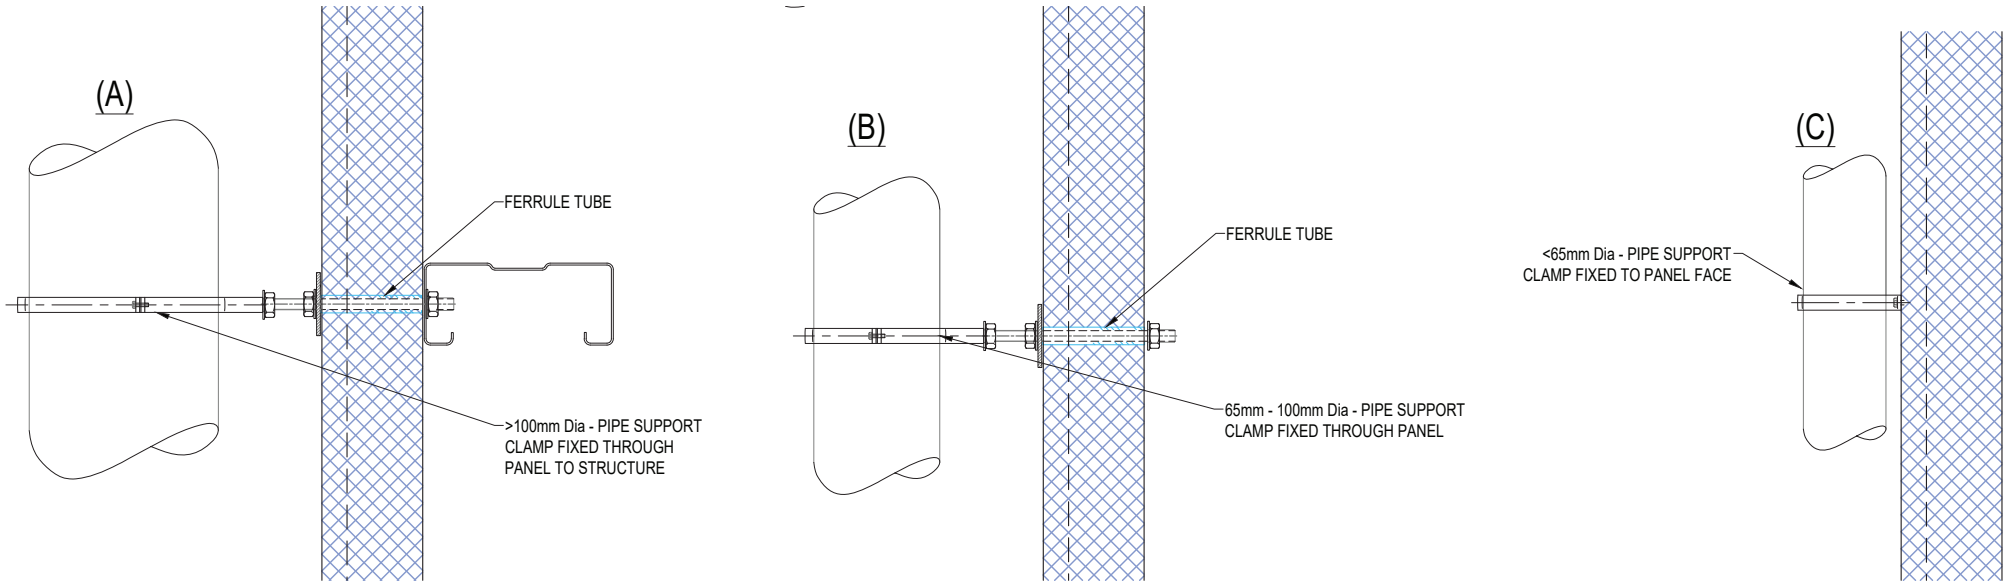 (A)
FERRULE TUBE
>100mm Dia - PIPE SUPPORT
CLAMP FIXED THROUGH
PANEL TO STRUCTURE
(B)
FERRULE TUBE
65mm - 100mm Dia - PIPE SUPPORT
CLAMP FIXED THROUGH PANEL
(C)
<65mm Dia - PIPE SUPPORT
CLAMP FIXED TO PANEL FACE